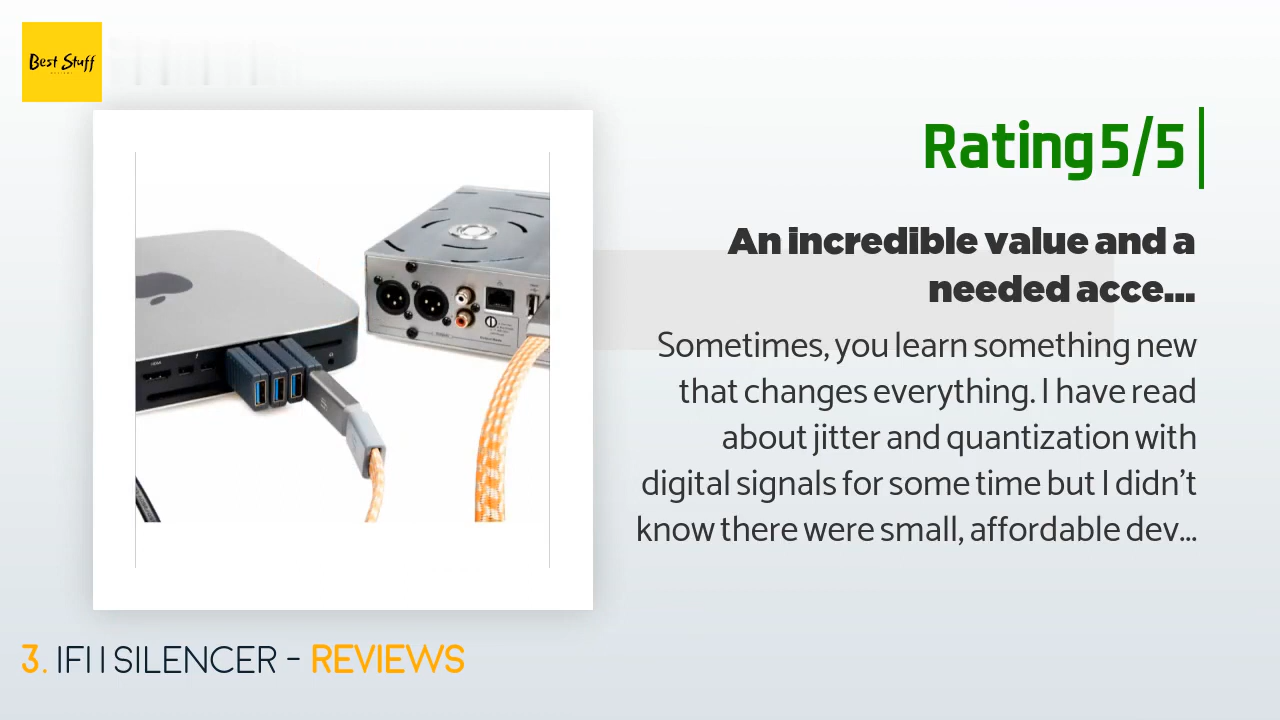 Best Stuff
Rating 5/5
An incredible value and a
needed acce...
Sometimes, you learn something new
that changes everything. I have read
about jitter and quantization with
digital signals for some time but I didn't
know there were small, affordable dev...
3. IFI I SILENCER - REVIEWS